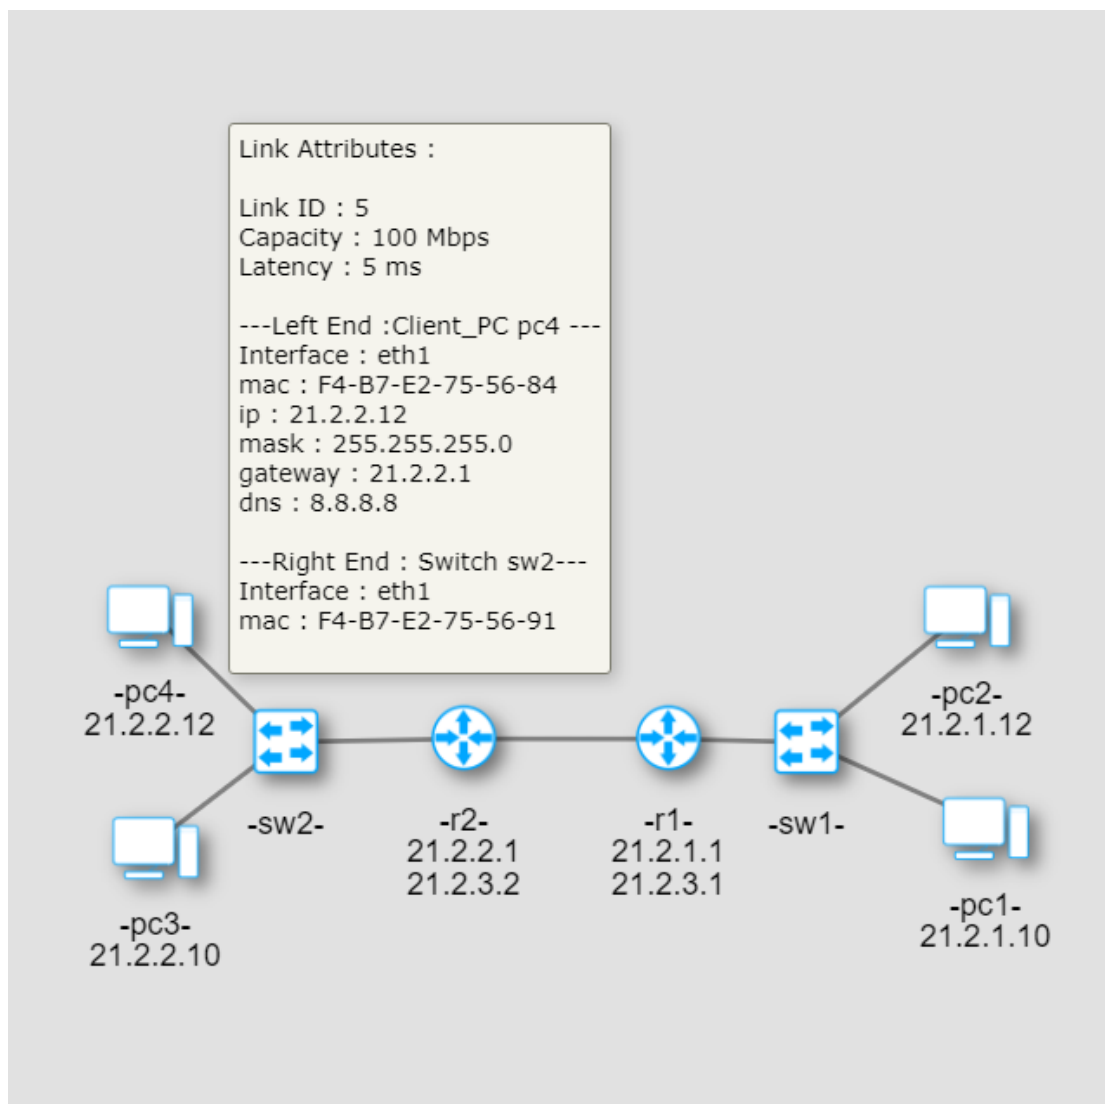 Link Attributes :
Link ID : 5
Capacity : 100 Mbps
Latency : 5 ms
---Left End :Client_PC pc4 ---
Interface : eth1
mac : F4-B7-E2-75-56-84
ip : 21.2.2.12
mask : 255.255.255.0
gateway : 21.2.2.1
dns : 8.8.8.8
---Right End : Switch sw2---
Interface : eth1
mac : F4-B7-E2-75-56-91
-pc4-
21.2.2.12
-pc2-
21.2.1.12
-sw2-
-r2-
21.2.2.1
21.2.3.2
-r1-
21.2.1.1
21.2.3.1
-sw1-
-pc3-
21.2.2.10
-pc1-
21.2.1.10